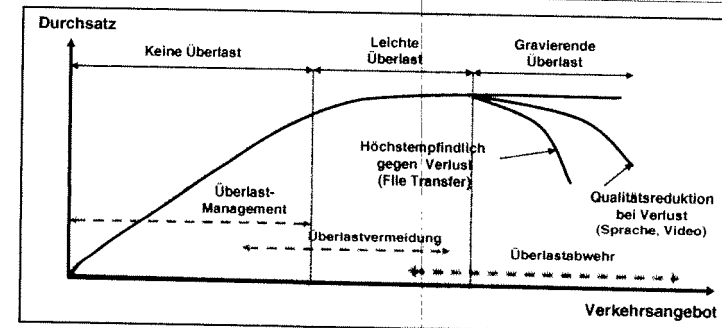 Durchsatz
Keine Überlast
Leichte
Überlast
Gravierende
Überlast
Höchstempfindlich
gegen Verlust
(File Transfer)
Qualitätsreduktion
bei Verlust
(Sprache, Video)
Überlast-
Management
Überlastvermeidung
Überlastabwehr
Verkehrsangebot